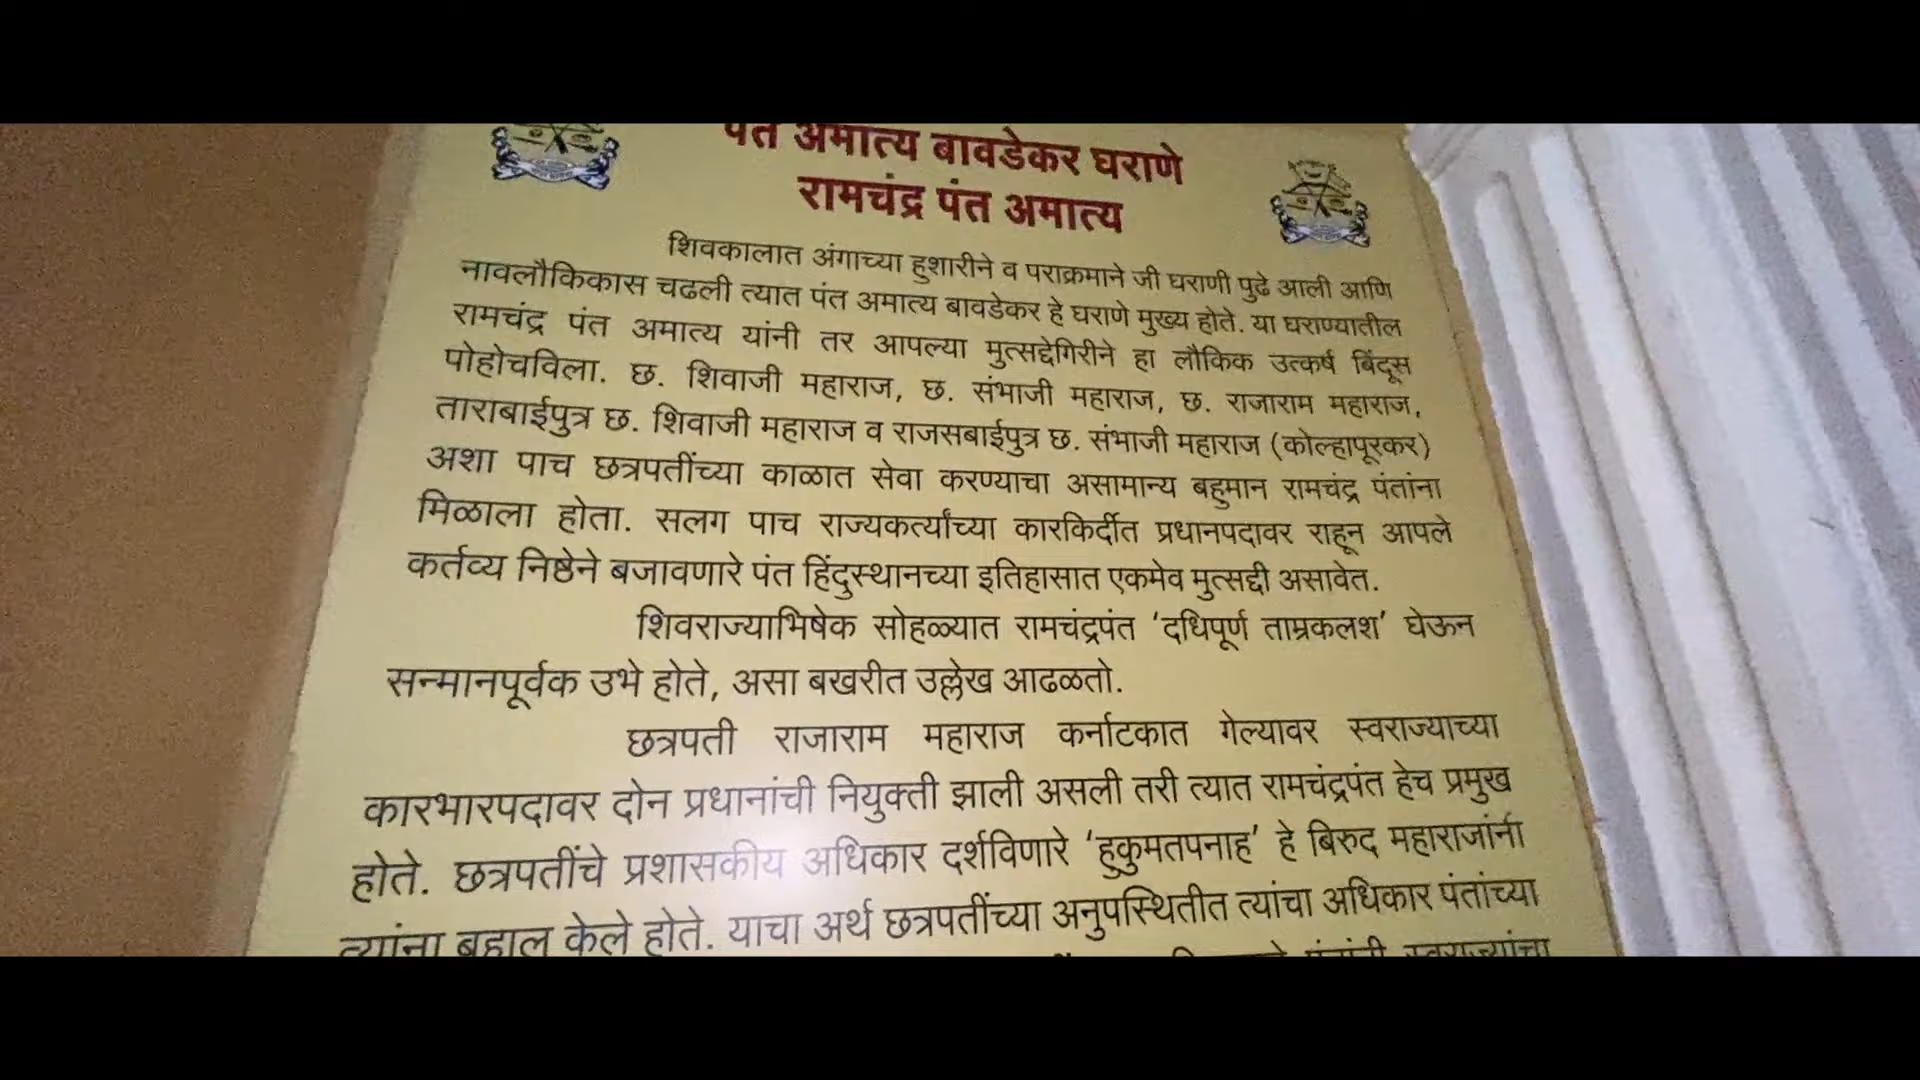 पंत अमात्य बावडेकर घराणे
रामचंद्र पंत अमात्य
शिवकालात अंगाच्या हुशारीने व पराक्रमाने जी घराणी पुढे आली आणि
नावलौकिकास चढली त्यात पंत अमात्य बावडेकर हे घराणे मुख्य होते. या घराण्यातील
रामचंद्र पंत अमात्य यांनी तर आपल्या मुत्सद्देगिरीने हा लौकिक उत्कर्ष बिंदूस
पोहोचविला. छ. शिवाजी महाराज, छ. संभाजी महाराज, छ. राजाराम महाराज,
ताराबाईपुत्र छ. शिवाजी महाराज व राजसबाईपुत्र छ. संभाजी महाराज (कोल्हापूरकर)
अशा पाच छत्रपतींच्या काळात सेवा करण्याचा असामान्य बहुमान रामचंद्र पंतांना
मिळाला होता. सलग पाच राज्यकर्त्यांच्या कारकिर्दीत प्रधानपदावर राहून आपले
कर्तव्य निष्ठेने बजावणारे पंत हिंदुस्थानच्या इतिहासात एकमेव मुत्सद्दी असावेत.
शिवराज्याभिषेक सोहळ्यात रामचंद्रपंत ‘दधिपूर्ण ताम्रकलश’ घेऊन
सन्मानपूर्वक उभे होते, असा बखरीत उल्लेख आढळतो.
छत्रपती राजाराम महाराज कर्नाटकात गेल्यावर स्वराज्याच्या
कारभारपदावर दोन प्रधानांची नियुक्ती झाली असली तरी त्यात रामचंद्रपंत हेच प्रमुख
होते. छत्रपतींचे प्रशासकीय अधिकार दर्शविणारे ‘हुकुमतपनाह’ हे बिरुद महाराजांनी
त्यांना बहाल केले होते. याचा अर्थ छत्रपतींच्या अनुपस्थितीत त्यांचा अधिकार पंतांच्या
पंतांनी स्वराज्यांचा